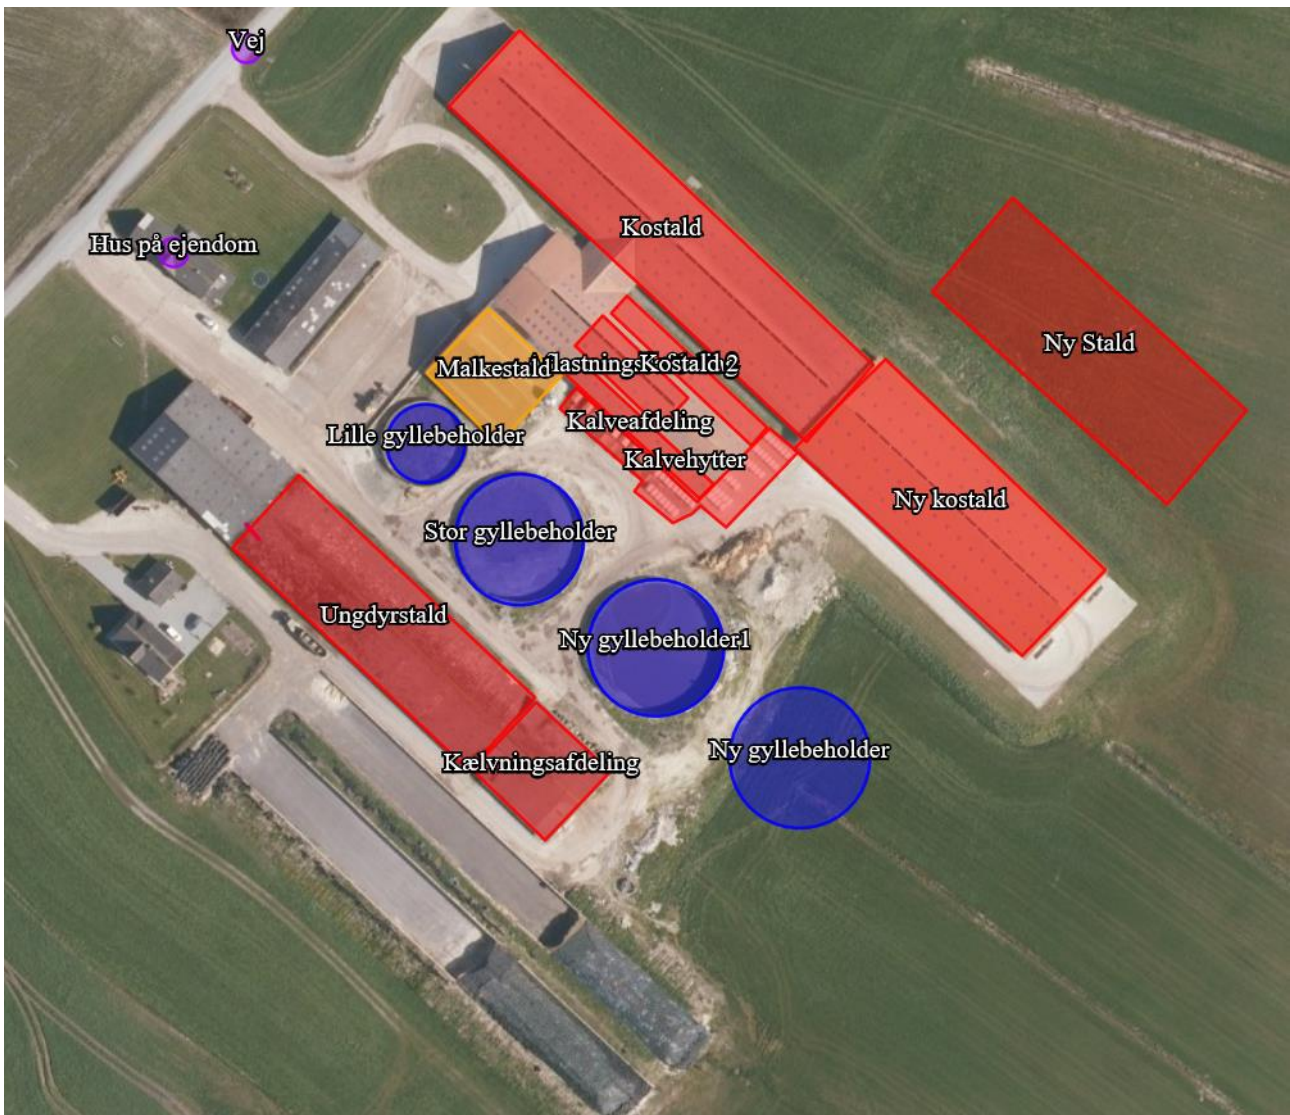 Vej
Kostald
Hus på ejendom
Ny Stald
Malkestald
lastnings
Kostald 2
Kalveafdeling
Lille gyllebeholder
Kalvehytter
Ny kostald
Stor gyllebeholder
Ungdyrstald
Ny gyllebeholder1
Ny gyllebeholder
Kælvningsafdeling